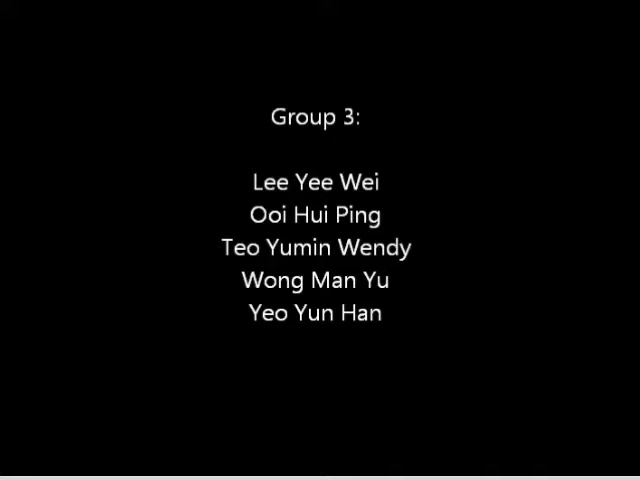 Group 3:
Lee Yee Wei
Ooi Hui Ping
Teo Yumin Wendy
Wong Man Yu
Yeo Yun Han